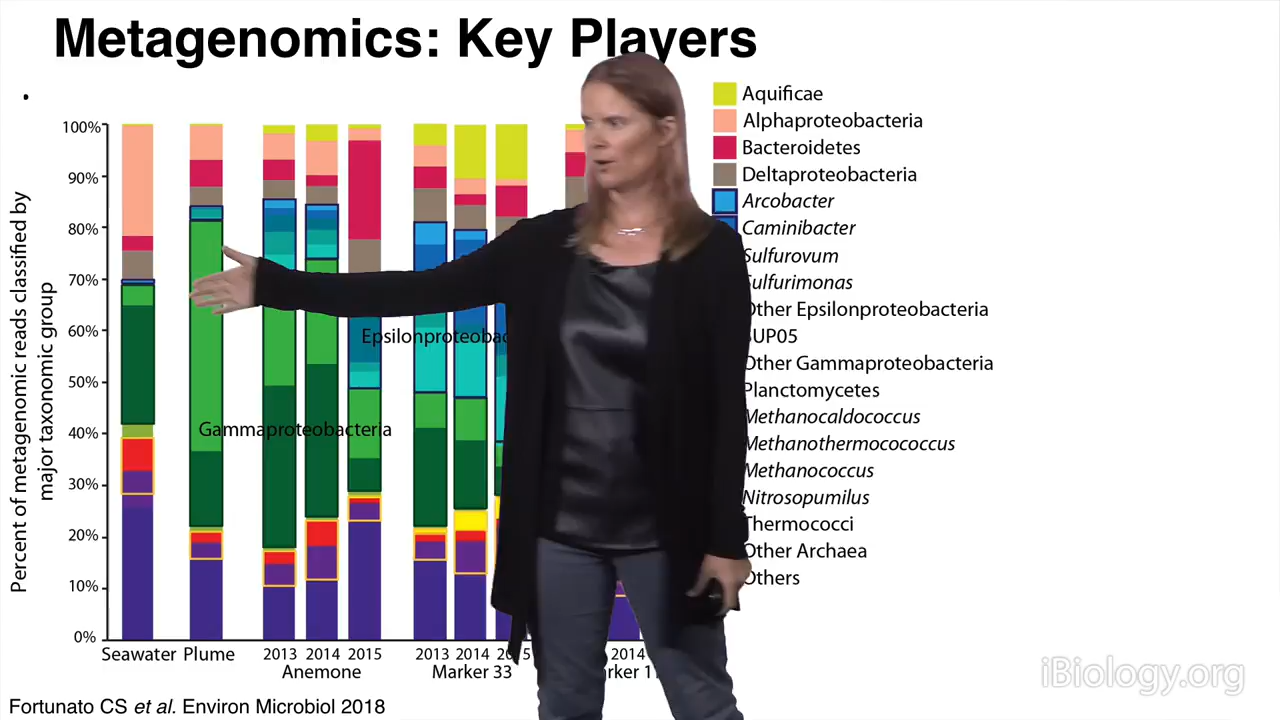 Metagenomics: Key Players
.
Percent of metagenomic reads classified by
major taxonomic group
100%
90%
80%
70%
60%
50%
40%
30%
20%
10%
0%
Epsilonproteobac
Gammaproteobacteria
Seawater
Plume
2013
2014
2015
Anemone
2013
2014
2015
Marker 33
2014
rker 11
Aquificae
Alphaproteobacteria
Bacteroidetes
Deltaproteobacteria
Arcobacter
Caminibacter
Sulfurovum
Sulfurimonas
Other Epsilonproteobacteria
SUP05
Other Gammaproteobacteria
Planctomycetes
Methanocaldococcus
Methanothermococcus
Methanococcus
Nitrosopumilus
Thermococci
Other Archaea
Others
Fortunato CS et al. Environ Microbiol 2018
iBiology.org